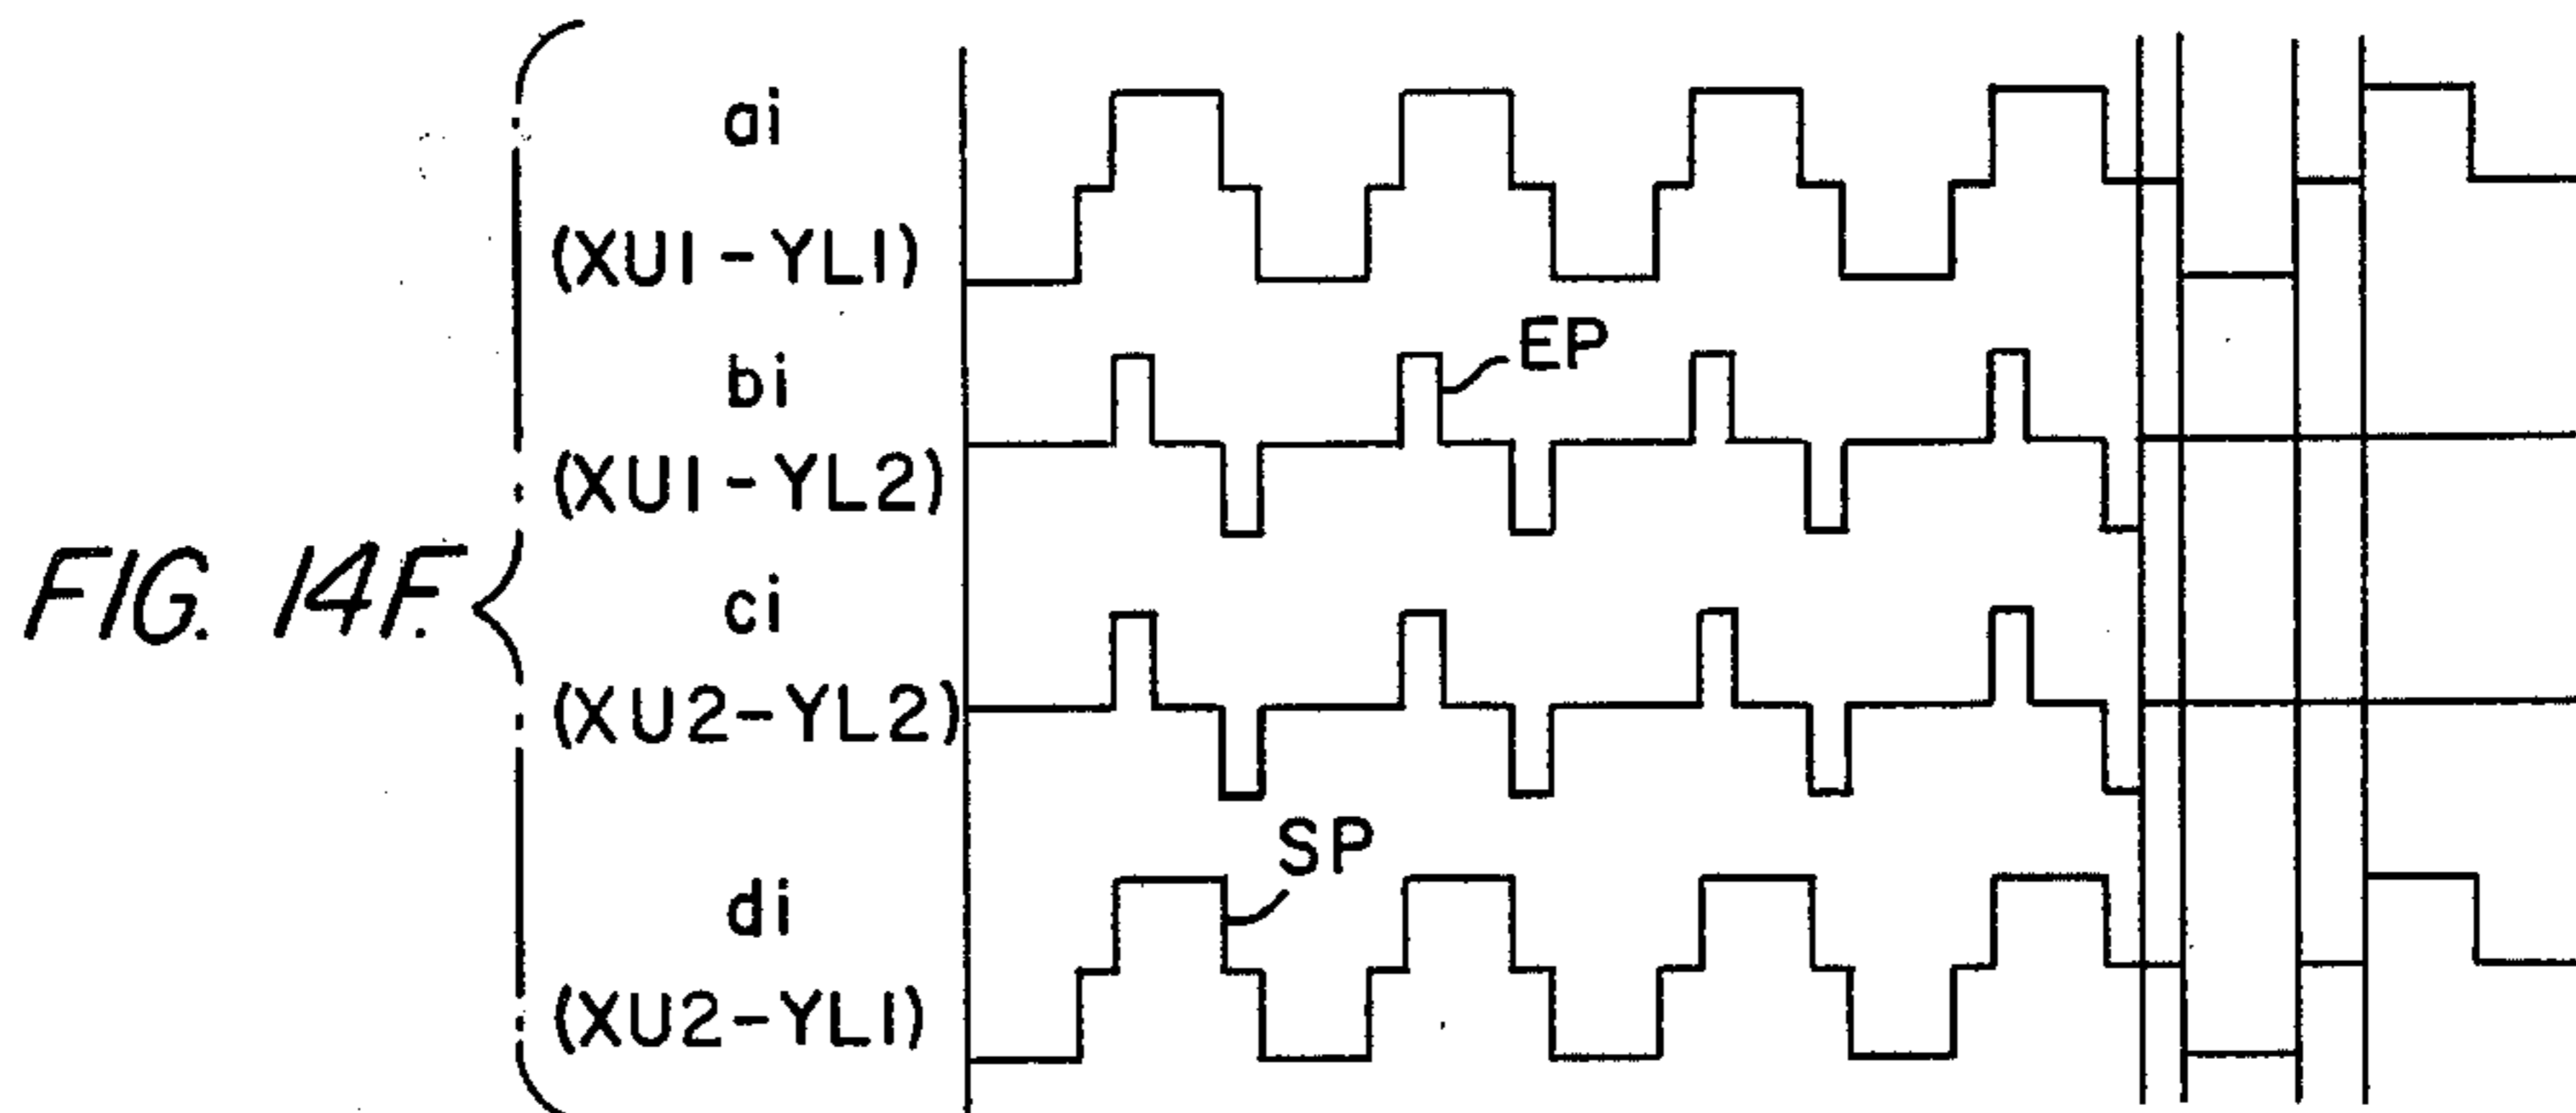 FIG. 14F.
ai
(XU1-YL1)
bi
(XU1-YL2)
EP
ci
(XU2-YL2)
di
(XU2-YL1)
SP